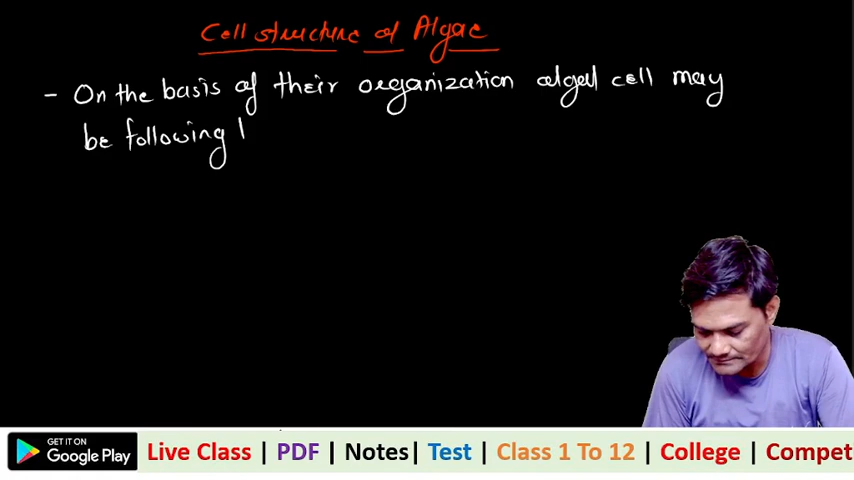 Cell structure of Algae
- On the basis of their organization algal cell may
be following
GET IT ON
Google Play
Live Class | PDF | Notes| Test | Class 1 To 12 | College | Compet